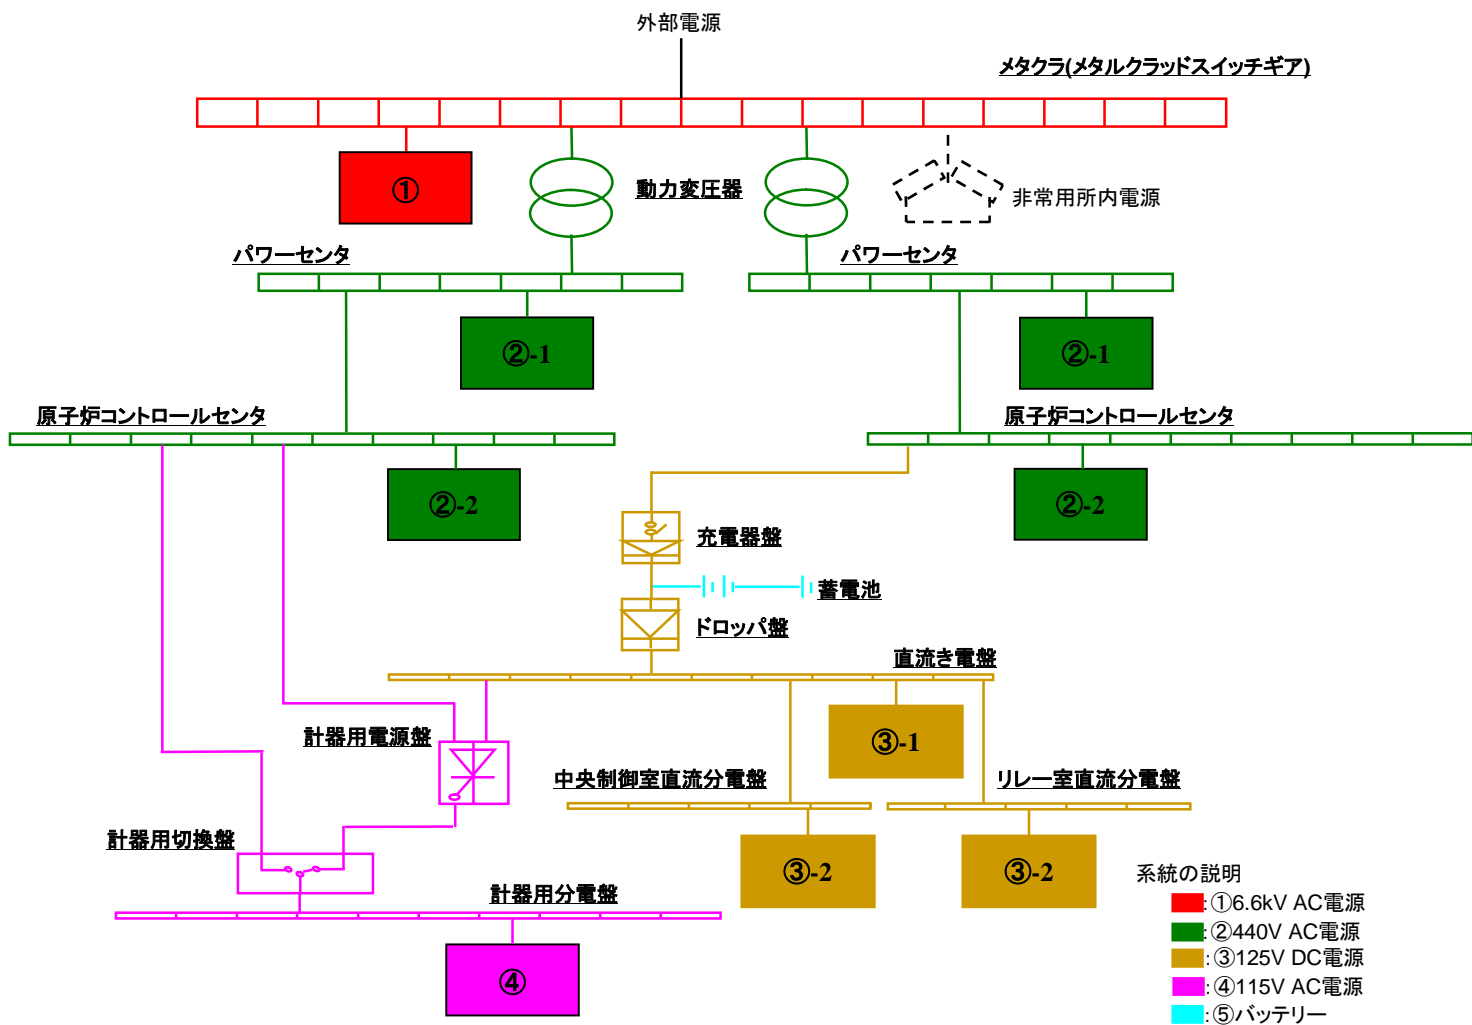 外部電源
メタクラ(メタルクラッドスイッチギア)
①
動力変圧器
非常用所内電源
パワーセンタ
パワーセンタ
②-1
②-1
原子炉コントロールセンタ
原子炉コントロールセンタ
②-2
②-2
充電器盤
蓄電池
ドロッパ盤
直流き電盤
③-1
計器用電源盤
中央制御室直流分電盤
リレー室直流分電盤
計器用切換盤
③-2
③-2
計器用分電盤
④
系統の説明
:①6.6kV AC電源
:②440V AC電源
:③125V DC電源
:④115V AC電源
:⑤バッテリー